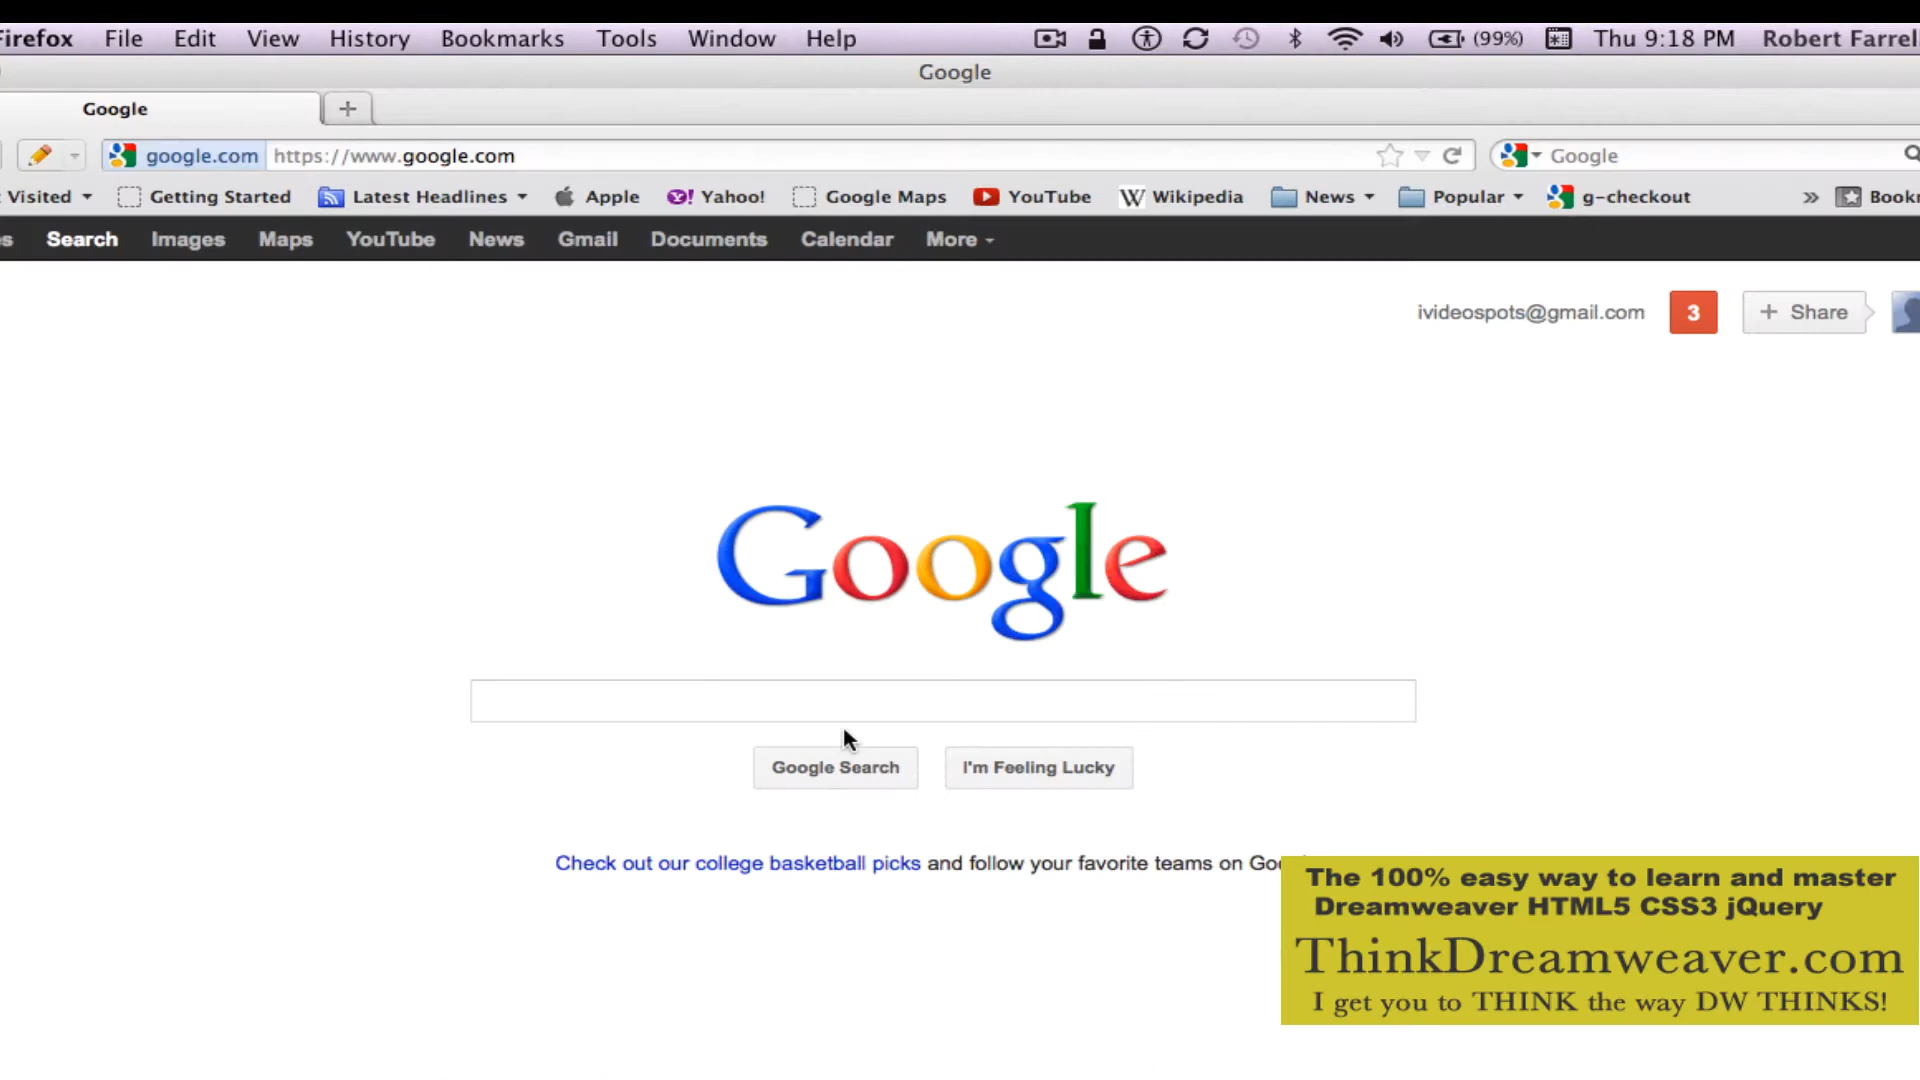 Firefox File Edit View History Bookmarks Tools Window Help (99%) Thu 9:18 PM Robert Farrell
Google
Google
google.com https://www.google.com Google
Visited Getting Started Latest Headlines Apple Yahoo! Google Maps YouTube Wikipedia News Popular g-checkout » Bookm
s Search Images Maps YouTube News Gmail Documents Calendar More
ivideospots@gmail.com 3 + Share
Google
Google Search I'm Feeling Lucky
Check out our college basketball picks and follow your favorite teams on Goo
The 100% easy way to learn and master
Dreamweaver HTML5 CSS3 jQuery
ThinkDreamweaver.com
I get you to THINK the way DW THINKS!